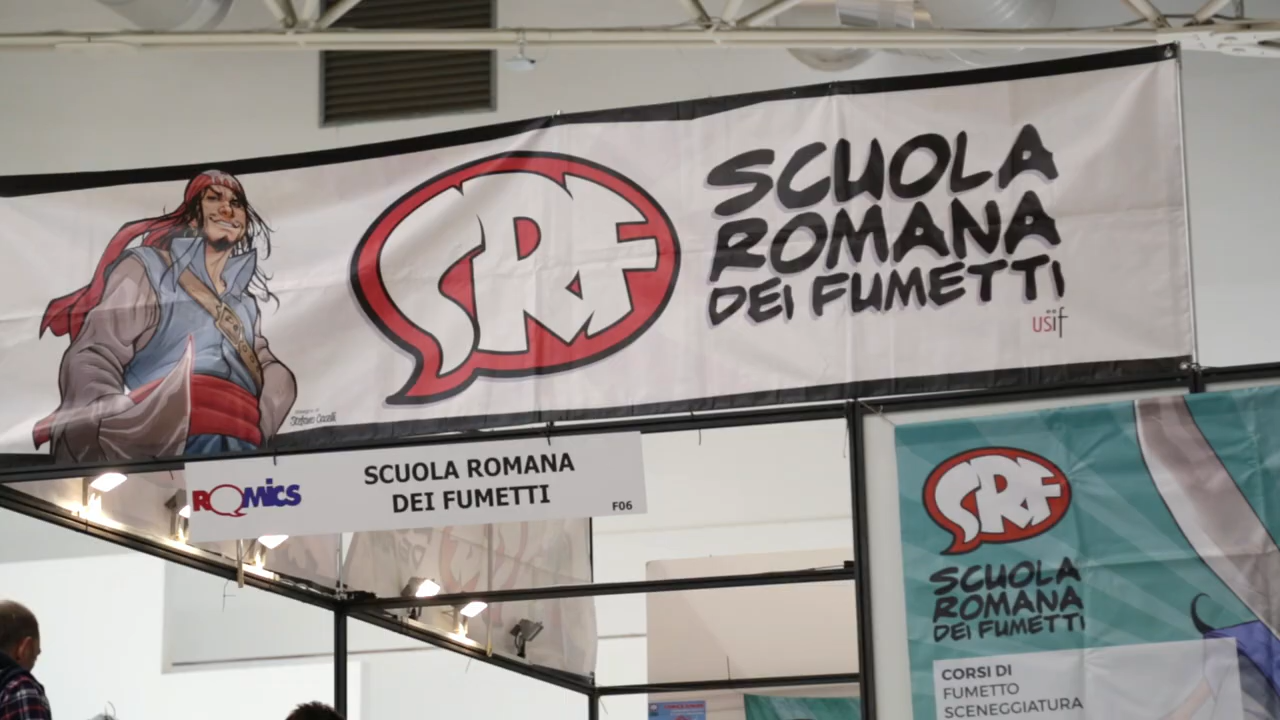 SRF
SCUOLA
ROMANA
DEI FUMETTI
usif
ROMICS
SCUOLA ROMANA
DEI FUMETTI
F06
SRF
SCUOLA
ROMANA
DEI FUMETTI
CORSI DI
FUMETTO
SCENEGGIATURA